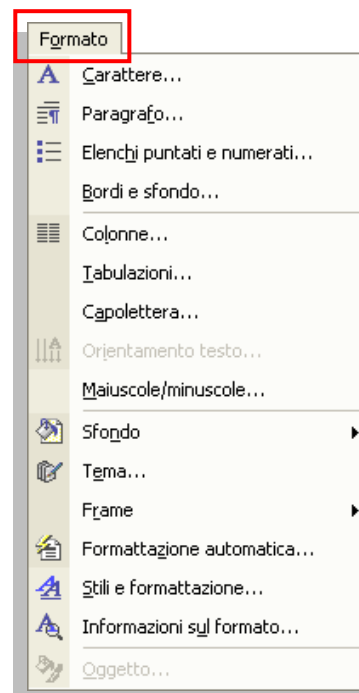 Formato
Carattere...
Paragrafo...
Elenchi puntati e numerati...
Bordi e sfondo...
Colonne...
Tabulazioni...
Capolettera...
Orientamento testo...
Maiuscole/minuscole...
Sfondo
Tema...
Frame
Formattazione automatica...
Stili e formattazione...
Informazioni sul formato...
Oggetto...